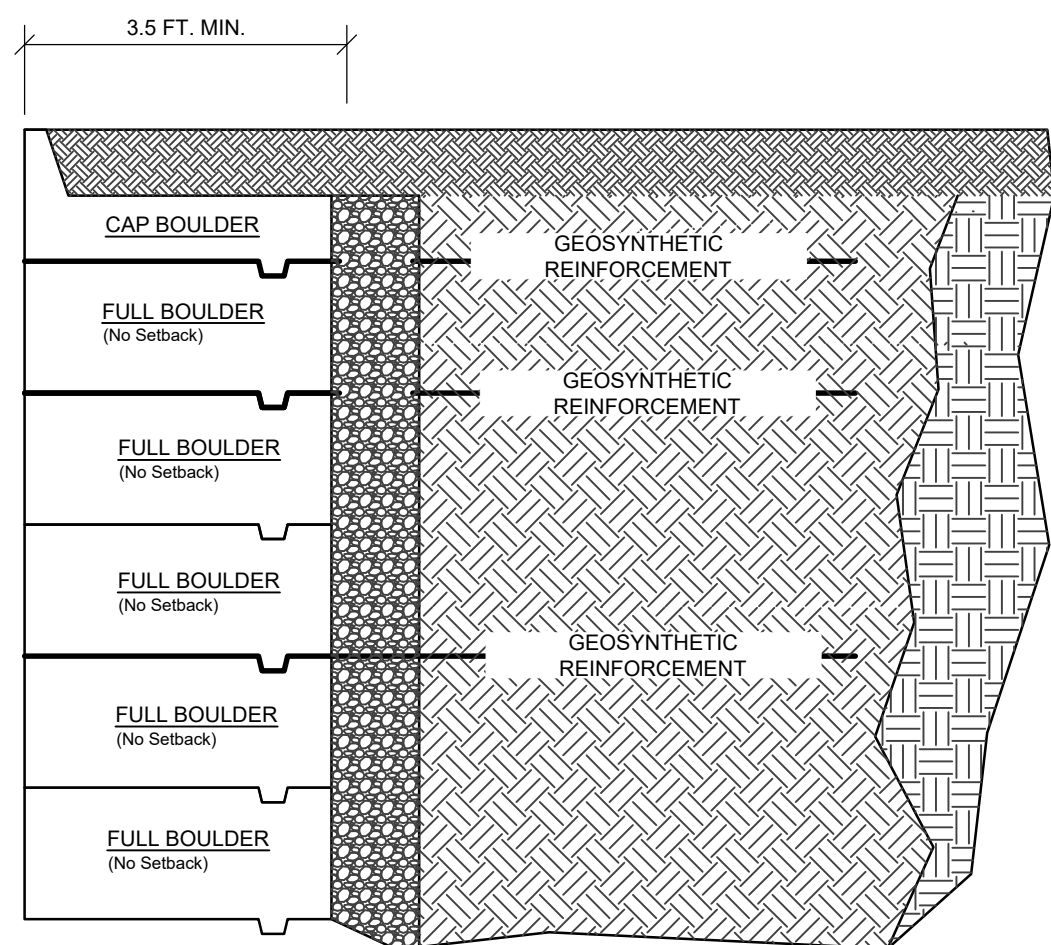 3.5 FT. MIN.
CAP BOULDER
GEOSYNTHETIC
REINFORCEMENT
FULL BOULDER
(No Setback)
GEOSYNTHETIC
REINFORCEMENT
FULL BOULDER
(No Setback)
FULL BOULDER
(No Setback)
GEOSYNTHETIC
REINFORCEMENT
FULL BOULDER
(No Setback)
FULL BOULDER
(No Setback)